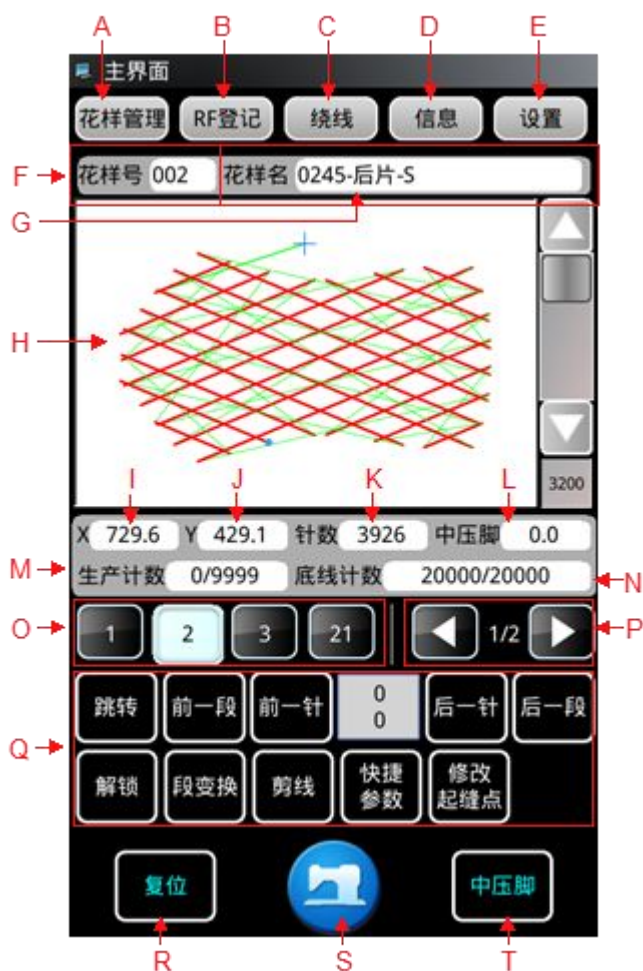 A B C D E
主界面
花样管理 RF登记 绕线 信息 设置
F 花样号 002 花样名 0245-后片-S
G
H
3200
I J K L
X 729.6 Y 429.1 针数 3926 中压脚 0.0
M 生产计数 0/9999 底线计数 20000/20000 N
O 1 2 3 21 1/2 P
跳转 前一段 前一针 0 后一针 后一段
0
Q
解锁 段变换 剪线 快捷 修改
参数 起缝点
复位 中压脚
R S T